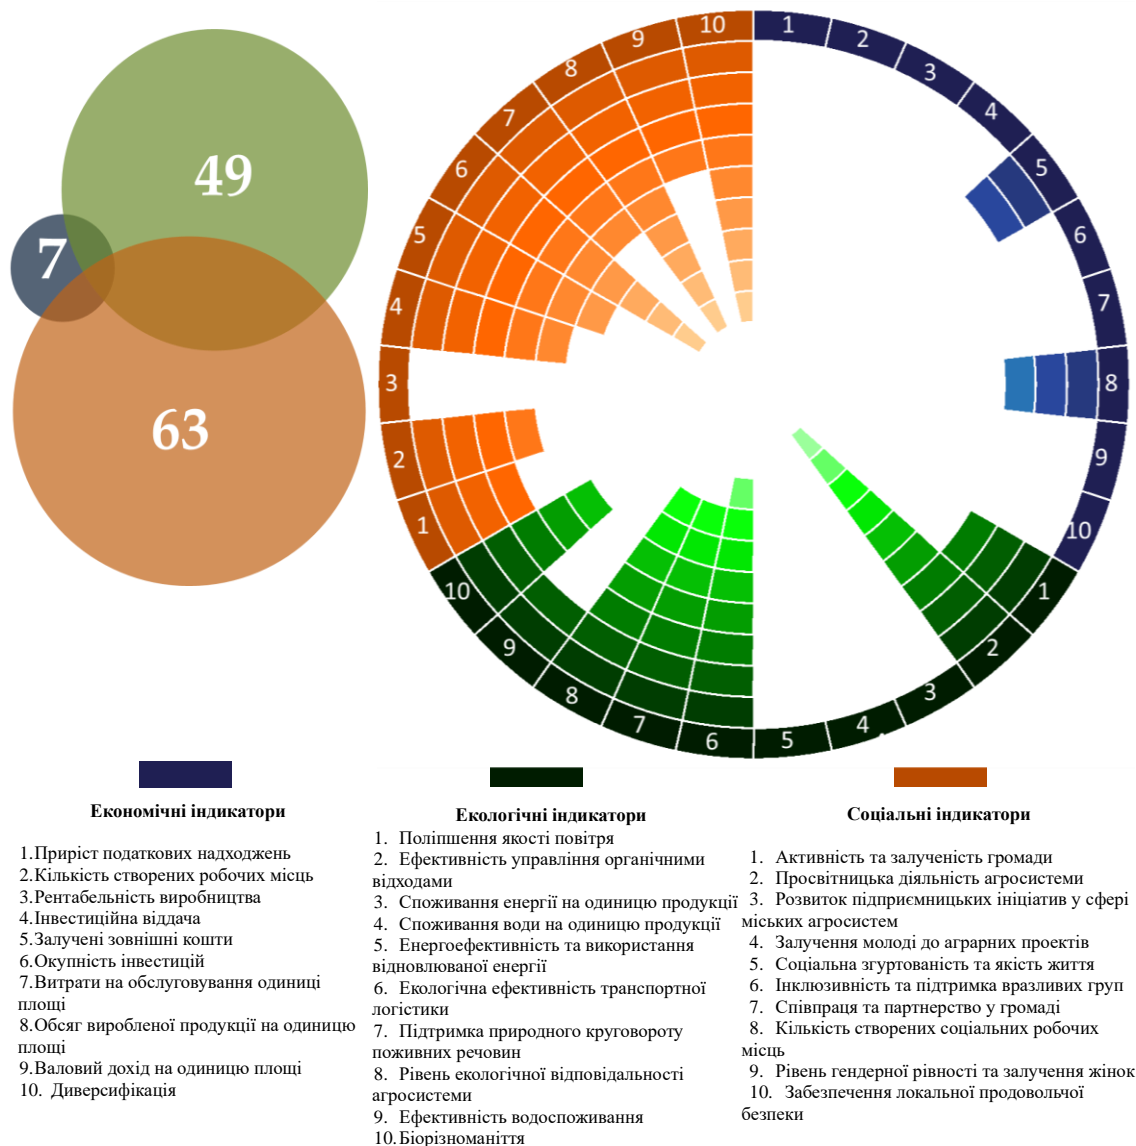 49
7
63
1
2
3
4
5
6
7
8
9
10
1
2
3
4
5
6
7
8
9
10
1
2
3
4
5
6
7
8
9
10
Економічні індикатори
1.Приріст податкових надходжень
2.Кількість створених робочих місць
3.Рентабельність виробництва
4.Інвестиційна віддача
5.Залучені зовнішні кошти
6.Окупність інвестицій
7.Витрати на обслуговування одиниці
площі
8.Обсяг виробленої продукції на одиницю
площі
9.Валовий дохід на одиницю площі
10. Диверсифікація
Екологічні індикатори
1. Поліпшення якості повітря
2. Ефективність управління органічними
відходами
3. Споживання енергії на одиницю продукції
4. Споживання води на одиницю продукції
5. Енергоефективність та використання
відновлюваної енергії
6. Екологічна ефективність транспортної
логістики
7. Підтримка природного круговороту
поживних речовин
8. Рівень екологічної відповідальності
агросистеми
9. Ефективність водоспоживання
10. Біорізноманіття
Соціальні індикатори
1. Активність та залученість громади
2. Просвітницька діяльність агросистеми
3. Розвиток підприємницьких ініціатив у сфері
міських агросистем
4. Залучення молоді до аграрних проектів
5. Соціальна згуртованість та якість життя
6. Інклюзивність та підтримка вразливих груп
7. Співпраця та партнерство у громаді
8. Кількість створених соціальних робочих
місць
9. Рівень гендерної рівності та залучення жінок
10. Забезпечення локальної продовольчої
безпеки